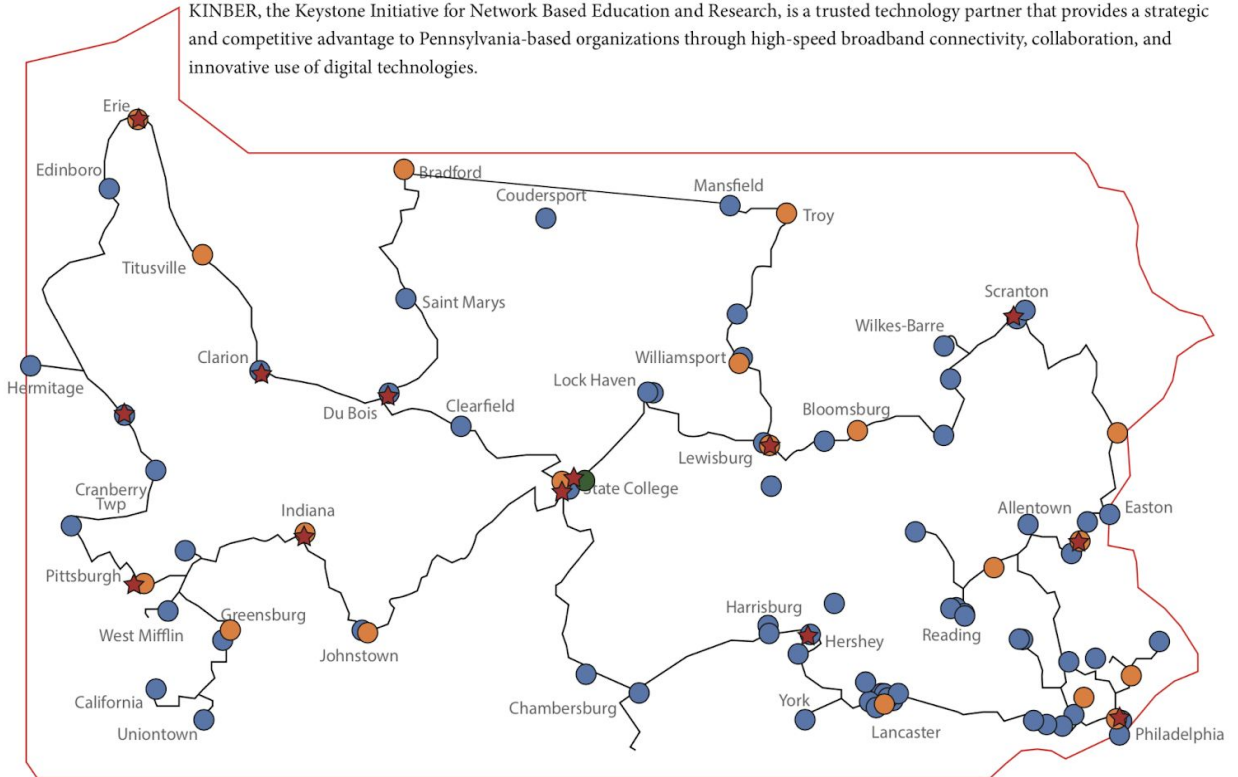 KINBER, the Keystone Initiative for Network Based Education and Research, is a trusted technology partner that provides a strategic
and competitive advantage to Pennsylvania-based organizations through high-speed broadband connectivity, collaboration, and
innovative use of digital technologies.
Erie
Edinboro
Bradford
Coudersport
Mansfield
Troy
Titusville
Saint Marys
Scranton
Wilkes-Barre
Clarion
Williamsport
Hermitage
Lock Haven
Du Bois
Clearfield
Bloomsburg
Lewisburg
Cranberry
Twp
State College
Indiana
Allentown
Easton
Pittsburgh
Greensburg
West Mifflin
Harrisburg
Hershey
Reading
Johnstown
California
York
Chambersburg
Uniontown
Lancaster
Philadelphia